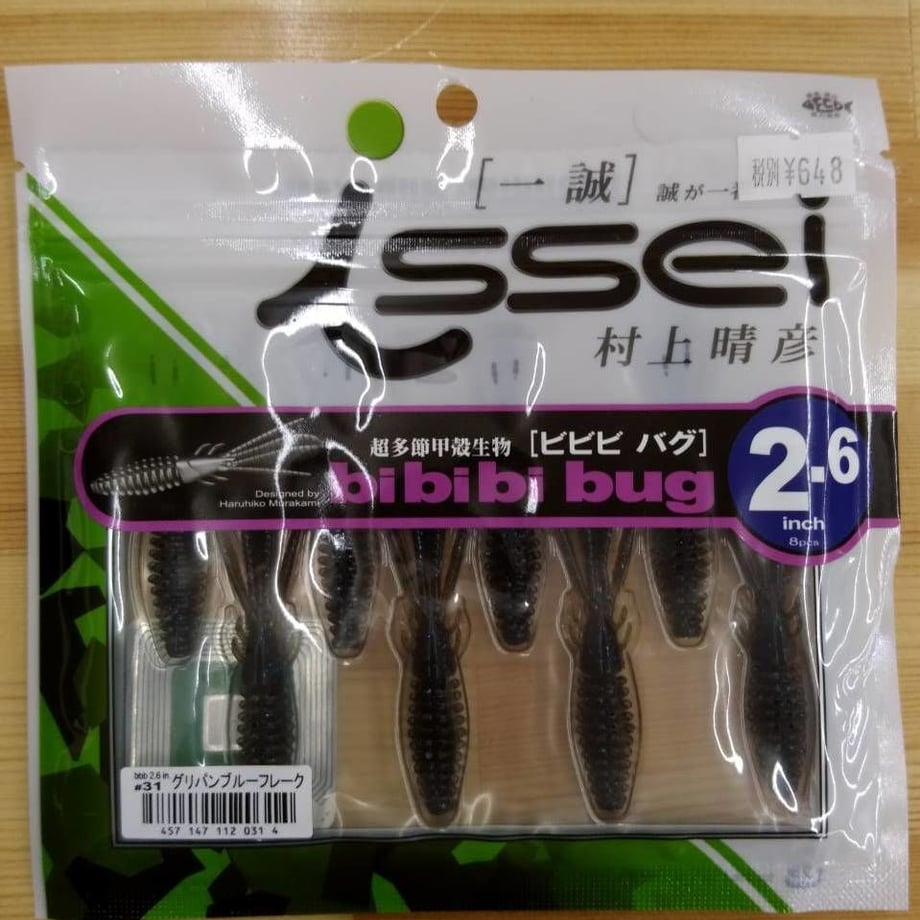 税別¥648
[一誠]
誠が一番
issei
村上晴彦
超多節甲殻生物 [ビビビ バグ]
bibibi bug
Designed by
Haruhiko Murakami
2.6
inch
8pcs
bbb 2.6 in.
#31 グリパンブルーフレーク
457 147 112 031 4